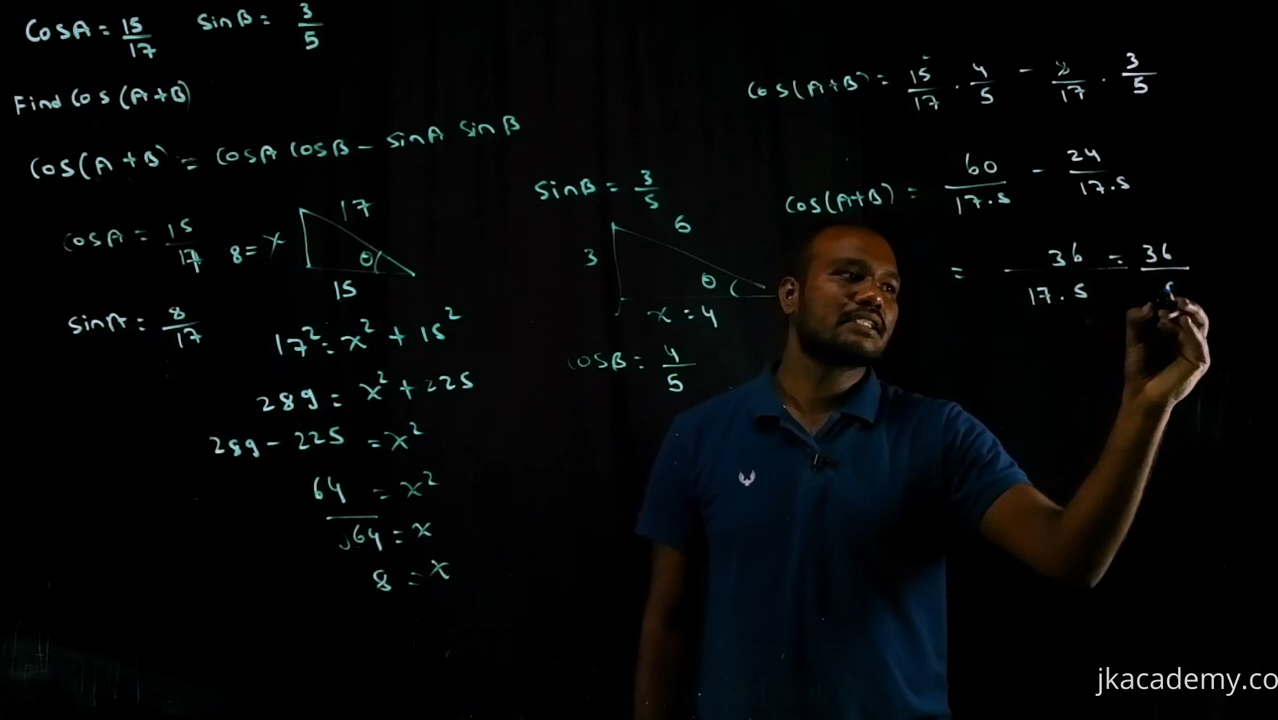 CosA = 15/17 SinB = 3/5
Find Cos (A+B)
Cos(A+B) = CosA CosB - SinA SinB
CosA = 15/17
8 = x
17
θ
15
SinA = 8/17
17² = x² + 15²
289 = x² + 225
289 - 225 = x²
64 = x²
√64 = x
8 = x
SinB = 3/5
3
6
θ
x = 4
CosB = 4/5
Cos(A+B) = 15/17 . 4/5 - 8/17 . 3/5
Cos(A+B) = 60/17.5 - 24/17.5
= 36/17.5 = 36/
jkacademy.co